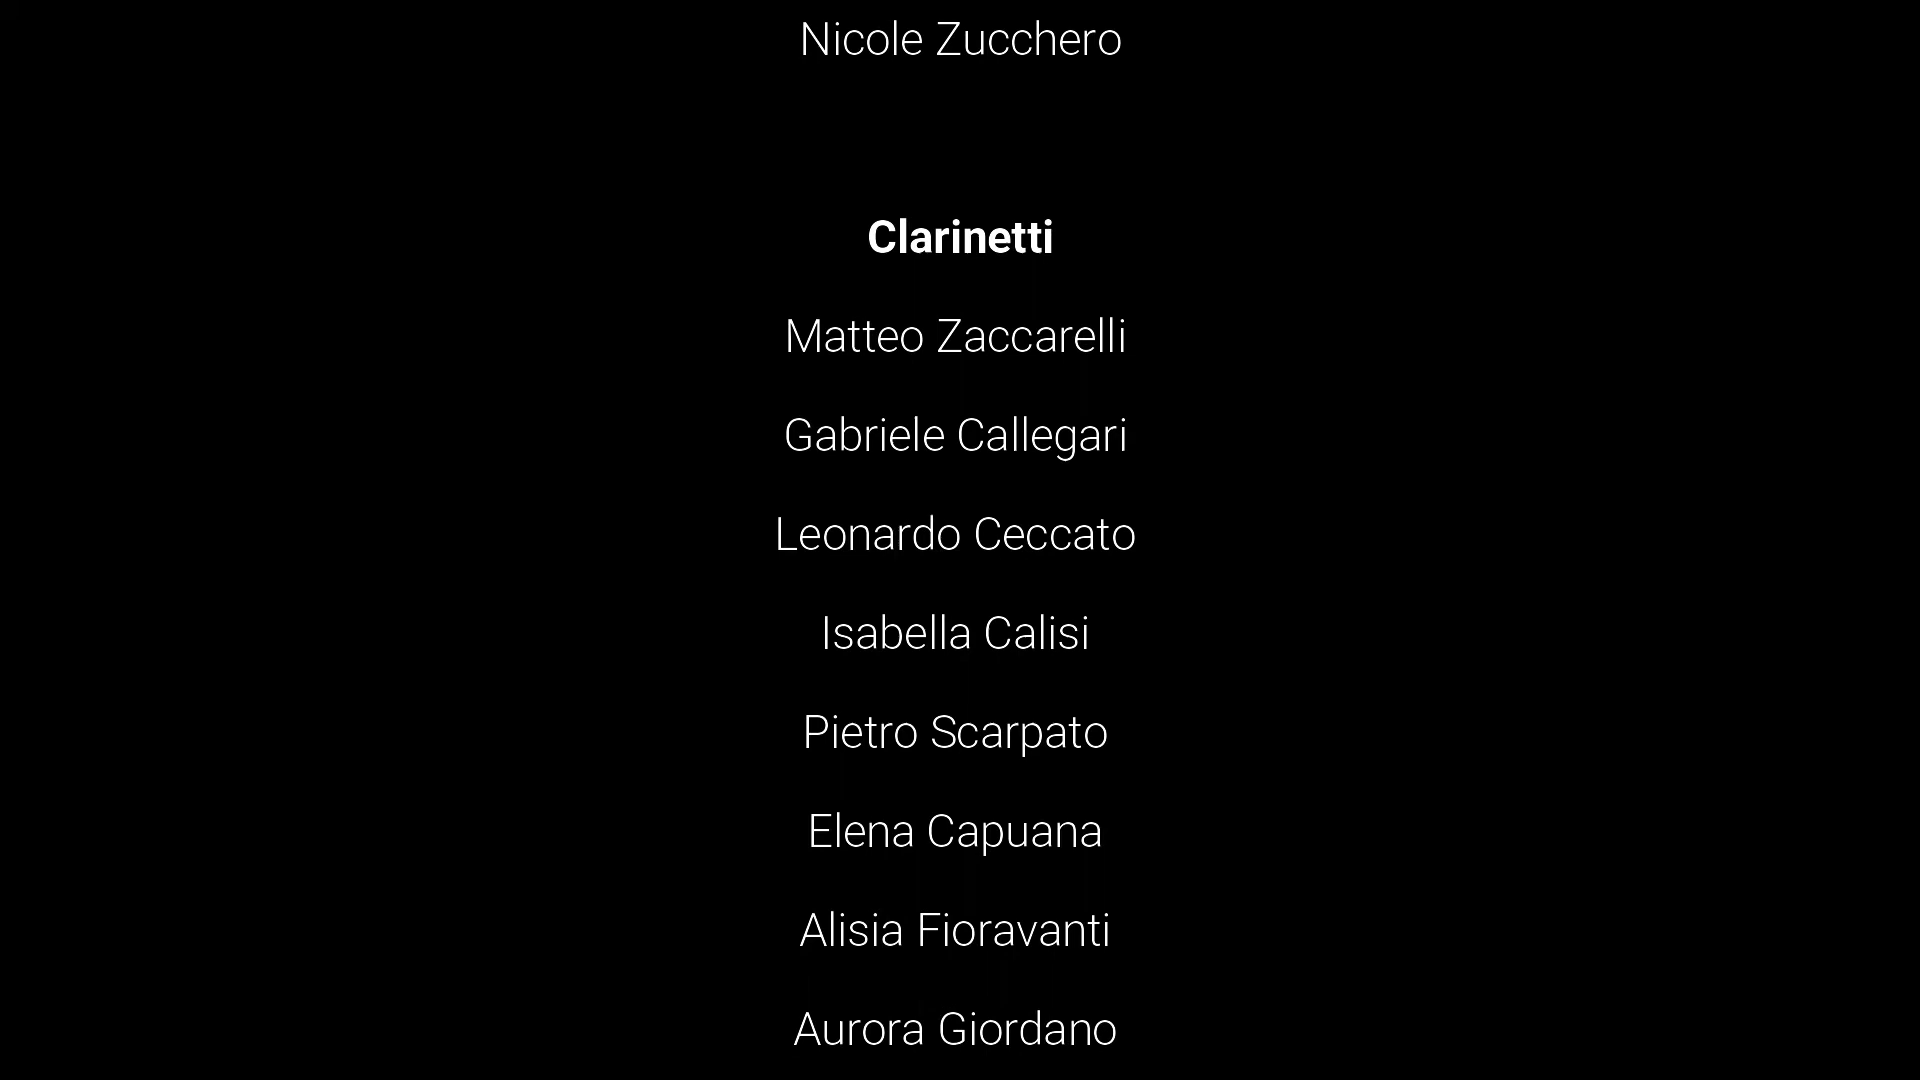 Nicole Zucchero
Clarinetti
Matteo Zaccarelli
Gabriele Callegari
Leonardo Ceccato
Isabella Calisi
Pietro Scarpato
Elena Capuana
Alisia Fioravanti
Aurora Giordano